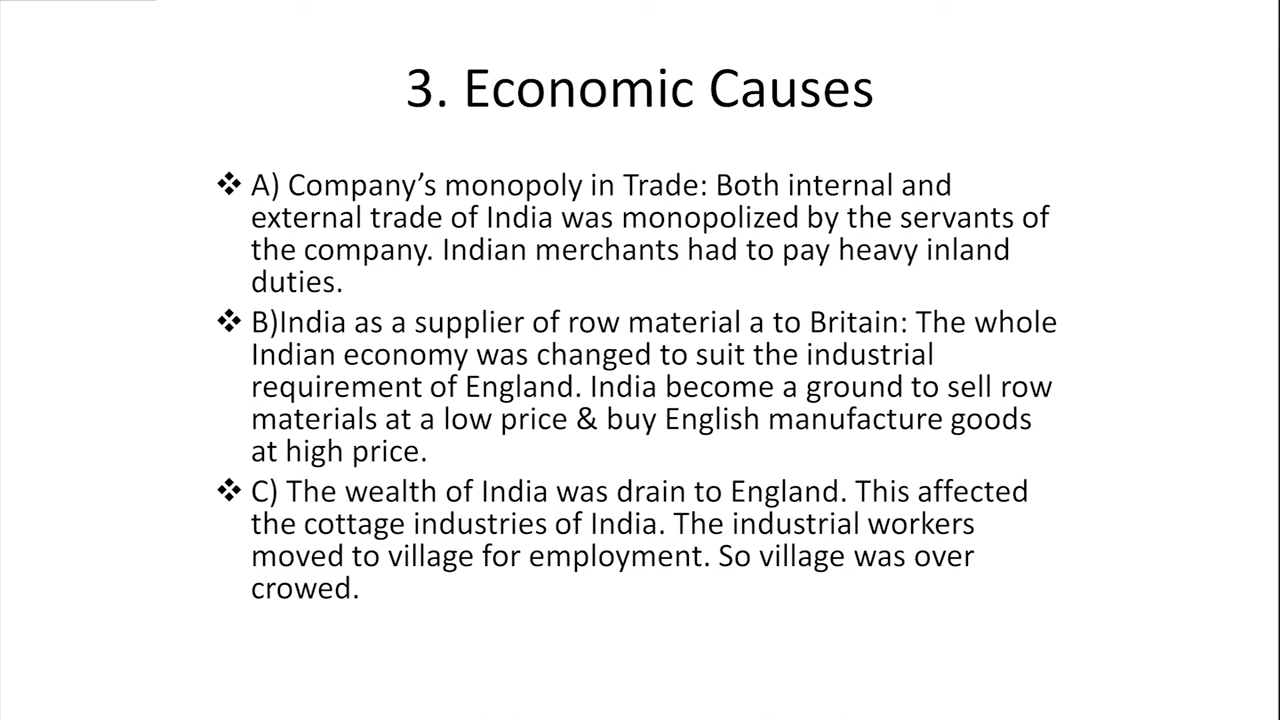 3. Economic Causes
❖ A) Company’s monopoly in Trade: Both internal and
external trade of India was monopolized by the servants of
the company. Indian merchants had to pay heavy inland
duties.
❖ B)India as a supplier of row material a to Britain: The whole
Indian economy was changed to suit the industrial
requirement of England. India become a ground to sell row
materials at a low price & buy English manufacture goods
at high price.
❖ C) The wealth of India was drain to England. This affected
the cottage industries of India. The industrial workers
moved to village for employment. So village was over
crowed.